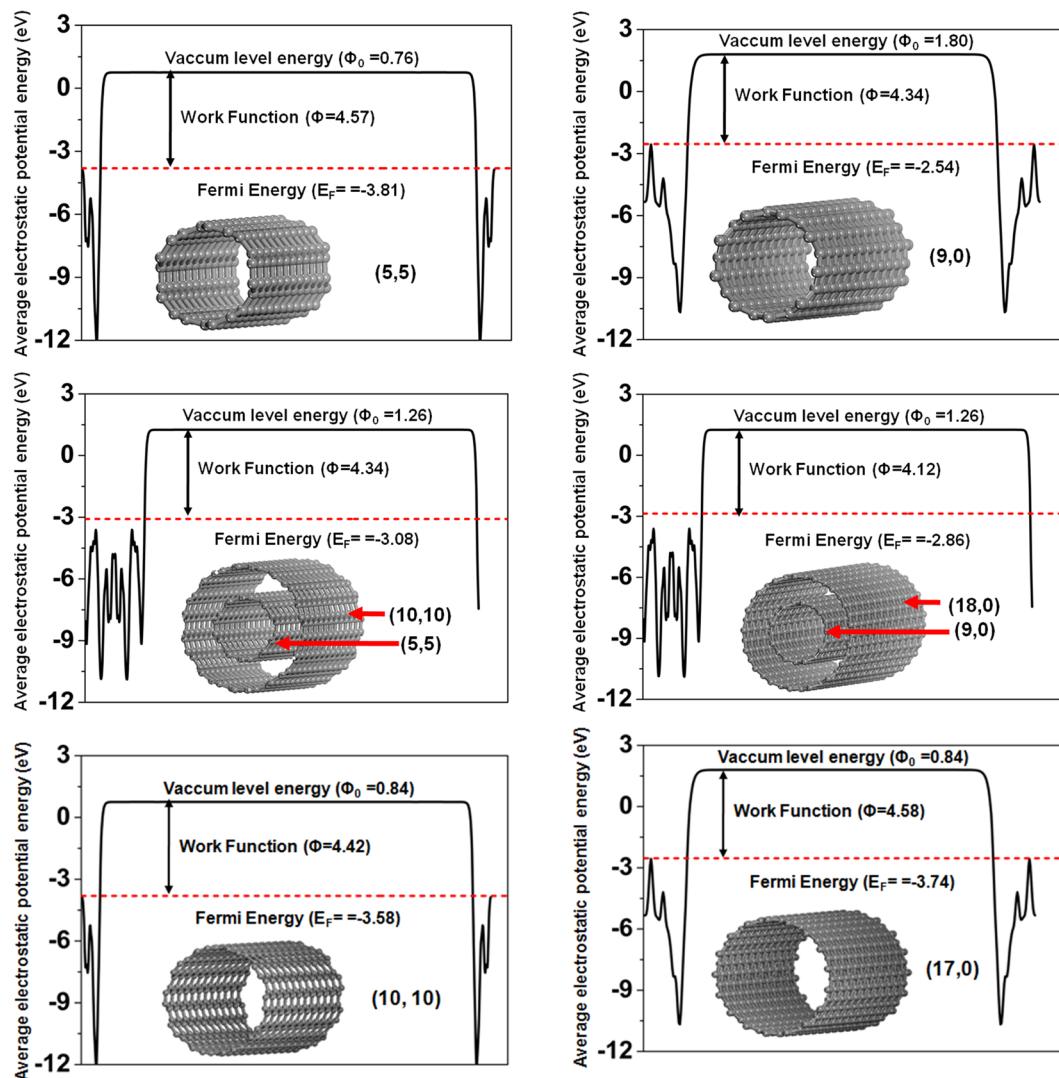 Average electrostatic potential energy (eV)
3
0
-3
-6
-9
-12
Vaccum level energy (Φ₀ =0.76)
Work Function (Φ=4.57)
Fermi Energy (E_F= =-3.81)
(5,5)
Average electrostatic potential energy (eV)
3
0
-3
-6
-9
-12
Vaccum level energy (Φ₀ =1.80)
Work Function (Φ=4.34)
Fermi Energy (E_F= =-2.54)
(9,0)
Average electrostatic potential energy (eV)
3
0
-3
-6
-9
-12
Vaccum level energy (Φ₀ =1.26)
Work Function (Φ=4.34)
Fermi Energy (E_F= =-3.08)
(10,10)
(5,5)
Average electrostatic potential energy (eV)
3
0
-3
-6
-9
-12
Vaccum level energy (Φ₀ =1.26)
Work Function (Φ=4.12)
Fermi Energy (E_F= =-2.86)
(18,0)
(9,0)
Average electrostatic potential energy (eV)
3
0
-3
-6
-9
-12
Vaccum level energy (Φ₀ =0.84)
Work Function (Φ=4.42)
Fermi Energy (E_F= =-3.58)
(10, 10)
Average electrostatic potential energy (eV)
3
0
-3
-6
-9
-12
Vaccum level energy (Φ₀ =0.84)
Work Function (Φ=4.58)
Fermi Energy (E_F= =-3.74)
(17,0)